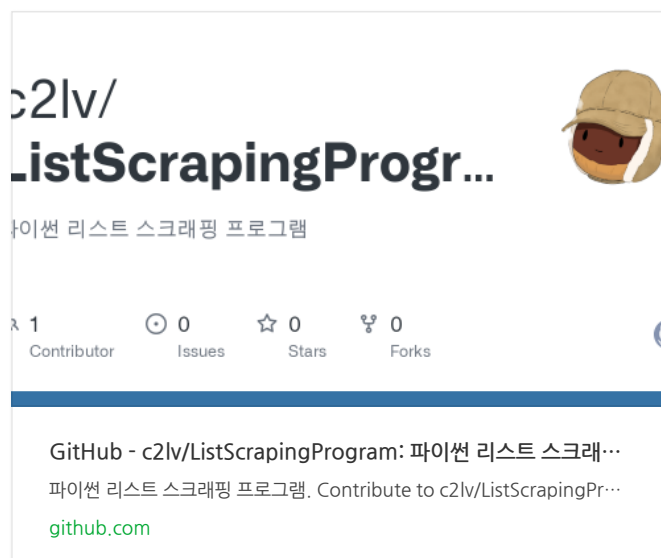 c2lv/
ListScrapingProgr...
파이썬 리스트 스크래핑 프로그램
1
Contributor
0
Issues
0
Stars
0
Forks
GitHub - c2lv/ListScrapingProgram: 파이썬 리스트 스크래…
파이썬 리스트 스크래핑 프로그램. Contribute to c2lv/ListScrapingPr…
github.com